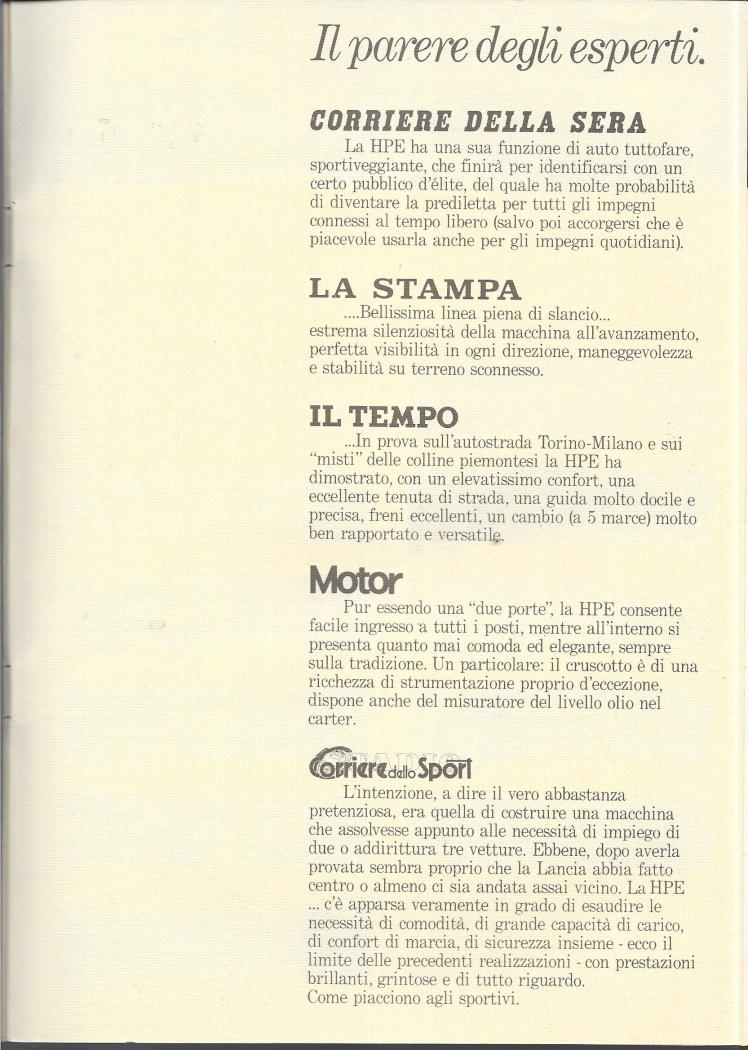 Il parere degli esperti.
CORRIERE DELLA SERA
La HPE ha una sua funzione di auto tuttofare,
sportiveggiante, che finirà per identificarsi con un
certo pubblico d'élite, del quale ha molte probabilità
di diventare la prediletta per tutti gli impegni
connessi al tempo libero (salvo poi accorgersi che è
piacevole usarla anche per gli impegni quotidiani).
LA STAMPA
....Bellissima linea piena di slancio...
estrema silenziosità della macchina all'avanzamento,
perfetta visibilità in ogni direzione, maneggevolezza
e stabilità su terreno sconnesso.
IL TEMPO
...In prova sull'autostrada Torino-Milano e sui
“misti” delle colline piemontesi la HPE ha
dimostrato, con un elevatissimo confort, una
eccellente tenuta di strada, una guida molto docile e
precisa, freni eccellenti, un cambio (a 5 marce) molto
ben rapportato e versatile.
Motor
Pur essendo una “due porte”, la HPE consente
facile ingresso a tutti i posti, mentre all'interno si
presenta quanto mai comoda ed elegante, sempre
sulla tradizione. Un particolare: il cruscotto è di una
ricchezza di strumentazione proprio d'eccezione,
dispone anche del misuratore del livello olio nel
carter.
STADIO
Corriere dello Sport
L'intenzione, a dire il vero abbastanza
pretenziosa, era quella di costruire una macchina
che assolvesse appunto alle necessità di impiego di
due o addirittura tre vetture. Ebbene, dopo averla
provata sembra proprio che la Lancia abbia fatto
centro o almeno ci sia andata assai vicino. La HPE
... c'è apparsa veramente in grado di esaudire le
necessità di comodità, di grande capacità di carico,
di confort di marcia, di sicurezza insieme - ecco il
limite delle precedenti realizzazioni - con prestazioni
brillanti, grintose e di tutto riguardo.
Come piacciono agli sportivi.